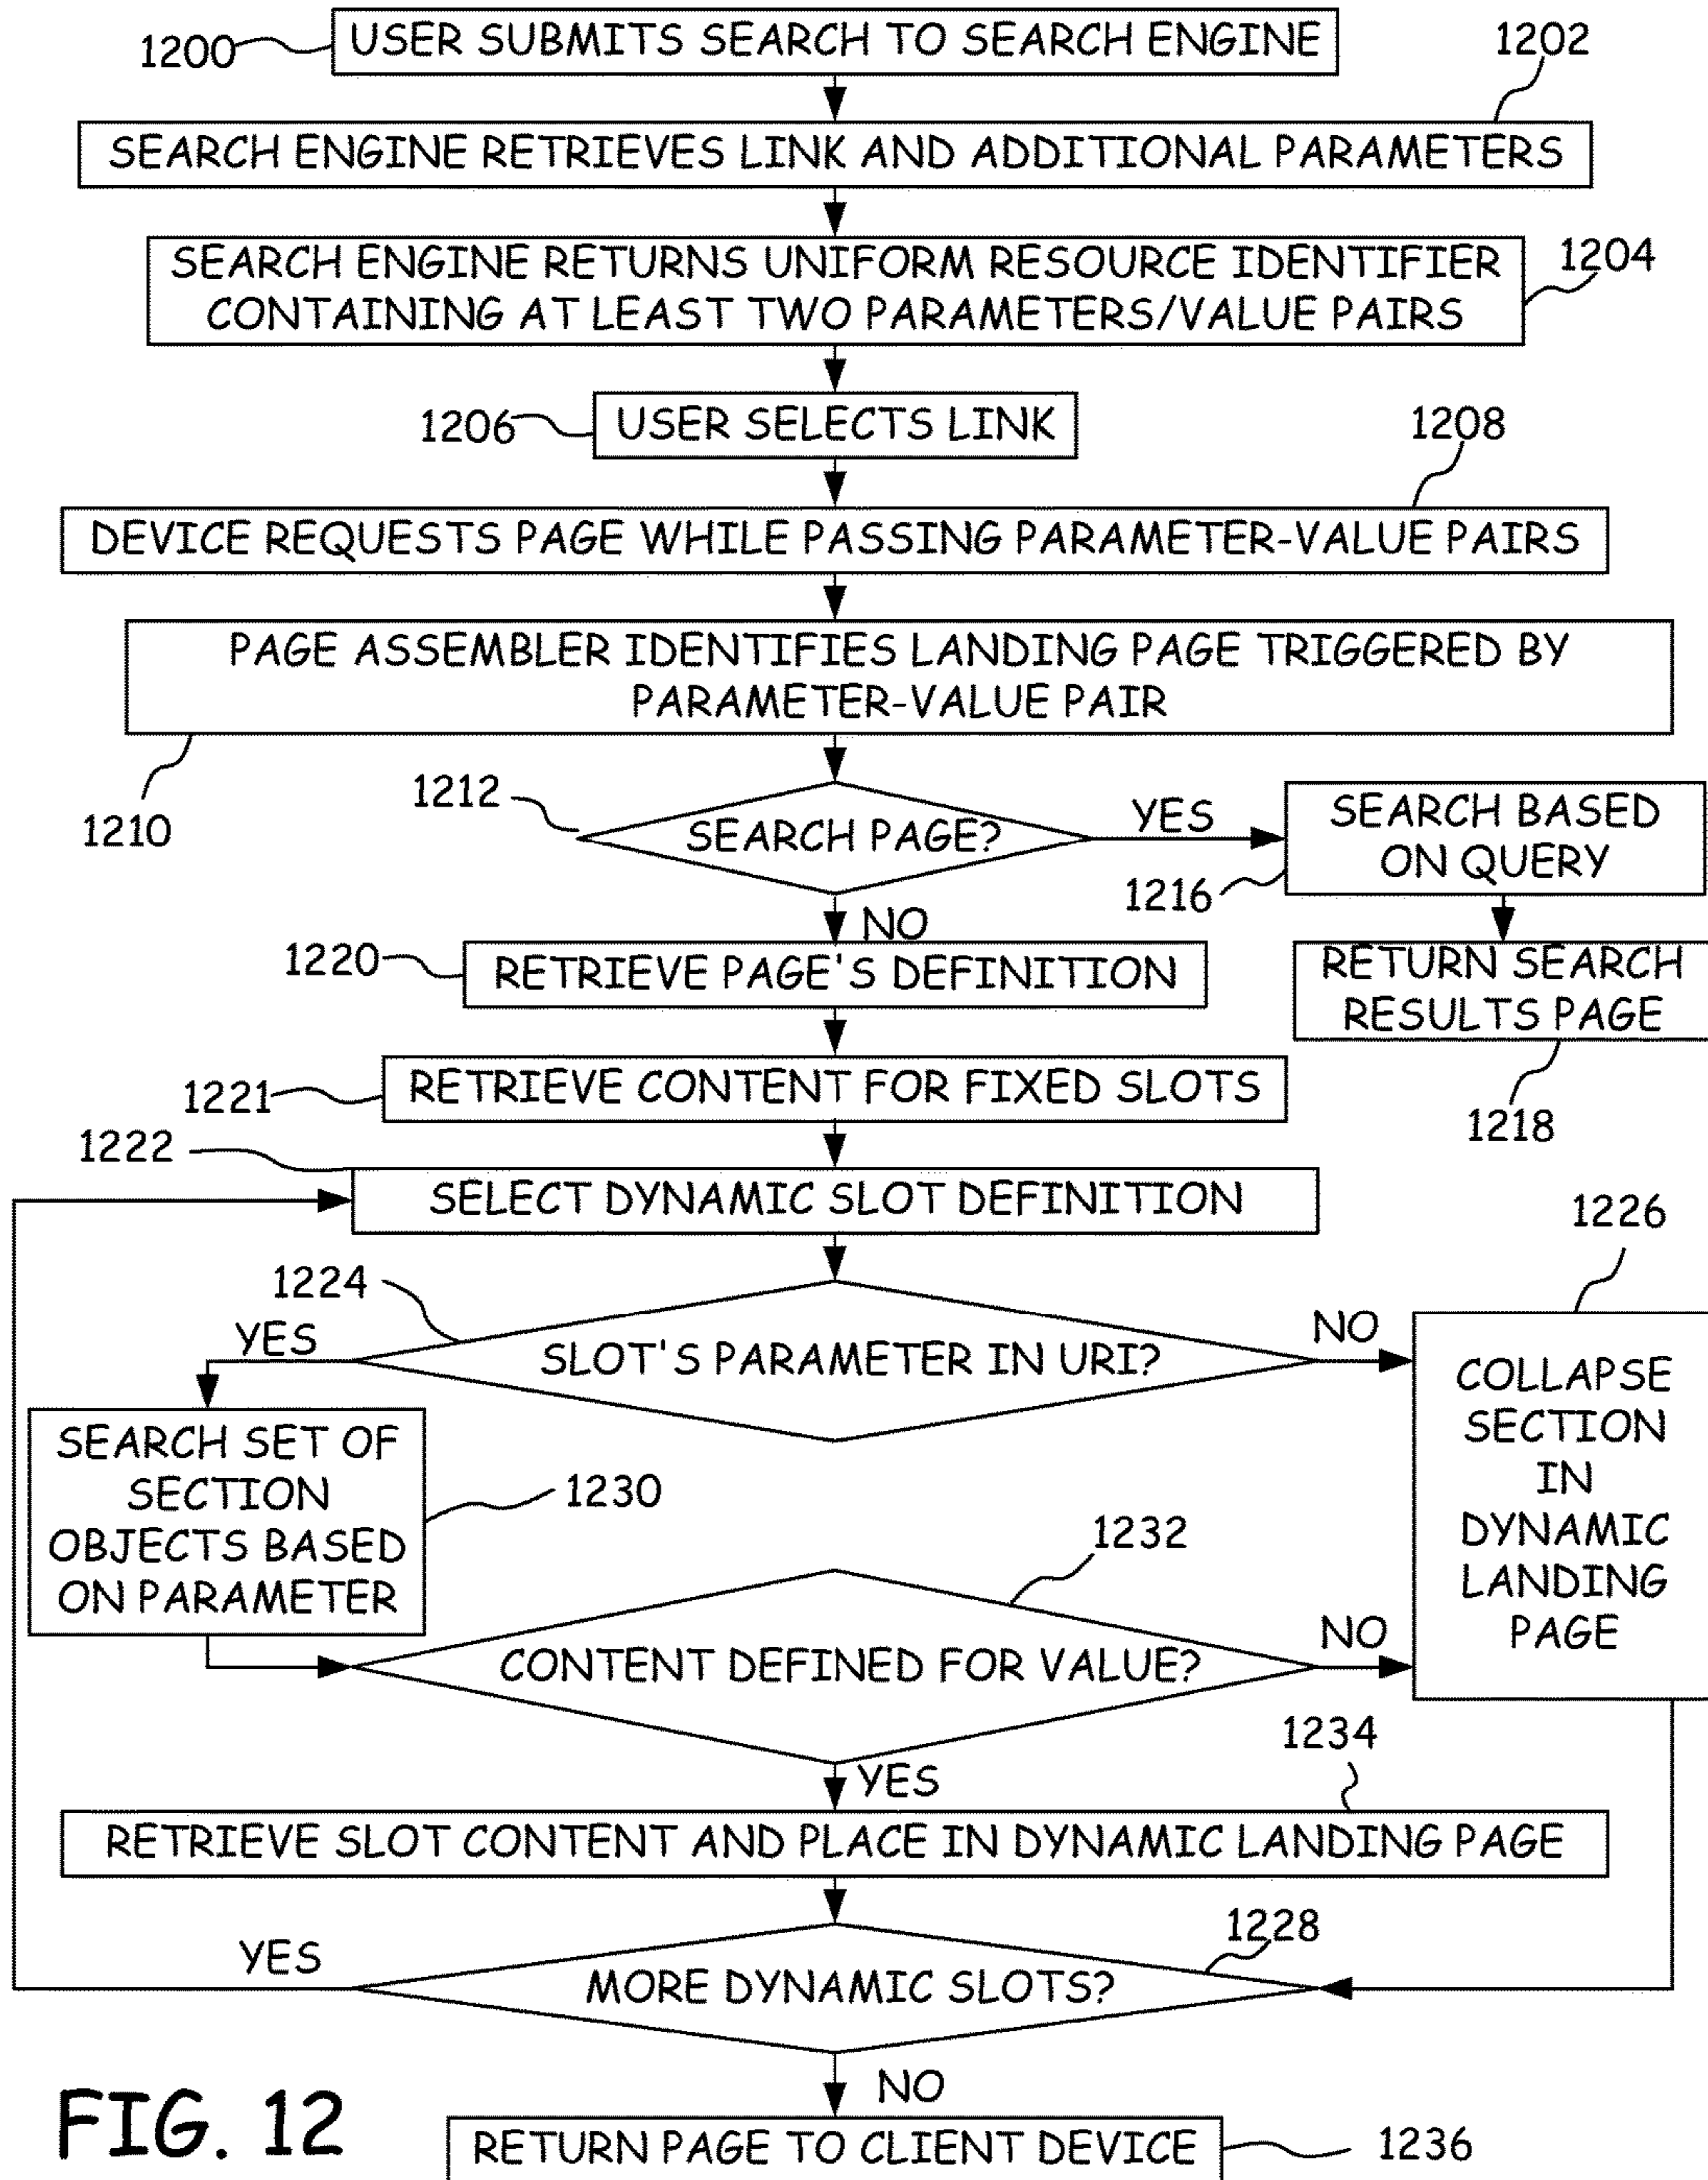 1200
USER SUBMITS SEARCH TO SEARCH ENGINE
1202
SEARCH ENGINE RETRIEVES LINK AND ADDITIONAL PARAMETERS
SEARCH ENGINE RETURNS UNIFORM RESOURCE IDENTIFIER
CONTAINING AT LEAST TWO PARAMETERS/VALUE PAIRS
1204
1206
USER SELECTS LINK
1208
DEVICE REQUESTS PAGE WHILE PASSING PARAMETER-VALUE PAIRS
PAGE ASSEMBLER IDENTIFIES LANDING PAGE TRIGGERED BY
PARAMETER-VALUE PAIR
1210
1212
SEARCH PAGE?
YES
SEARCH BASED
ON QUERY
1216
NO
1220
RETRIEVE PAGE'S DEFINITION
RETURN SEARCH
RESULTS PAGE
1218
1221
RETRIEVE CONTENT FOR FIXED SLOTS
1222
SELECT DYNAMIC SLOT DEFINITION
1226
1224
YES
SLOT'S PARAMETER IN URI?
NO
COLLAPSE
SECTION
IN
DYNAMIC
LANDING
PAGE
SEARCH SET OF
SECTION
OBJECTS BASED
ON PARAMETER
1230
1232
CONTENT DEFINED FOR VALUE?
NO
YES
1234
RETRIEVE SLOT CONTENT AND PLACE IN DYNAMIC LANDING PAGE
1228
YES
MORE DYNAMIC SLOTS?
NO
RETURN PAGE TO CLIENT DEVICE
1236
FIG. 12